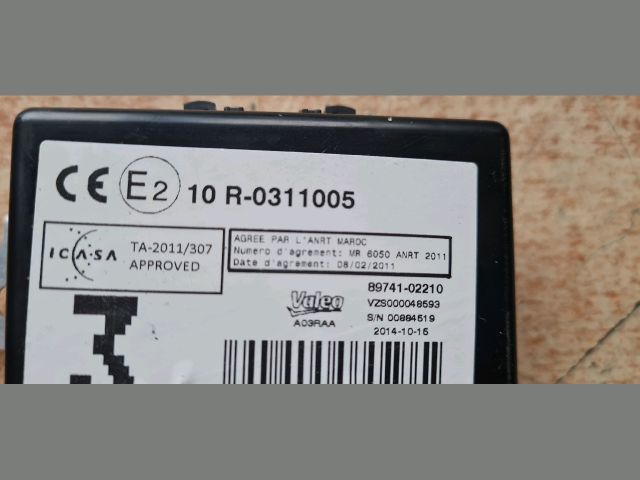 CE E2 10 R-0311005
ICASA
TA-2011/307
APPROVED
AGREE PAR L'ANRT MAROC
Numero d'agrement: MR 6050 ANRT 2011
Date d'agrement: 08/02/2011
Valeo
A03RAA
89741-02210
VZS000048593
S/N 00884519
2014-10-15